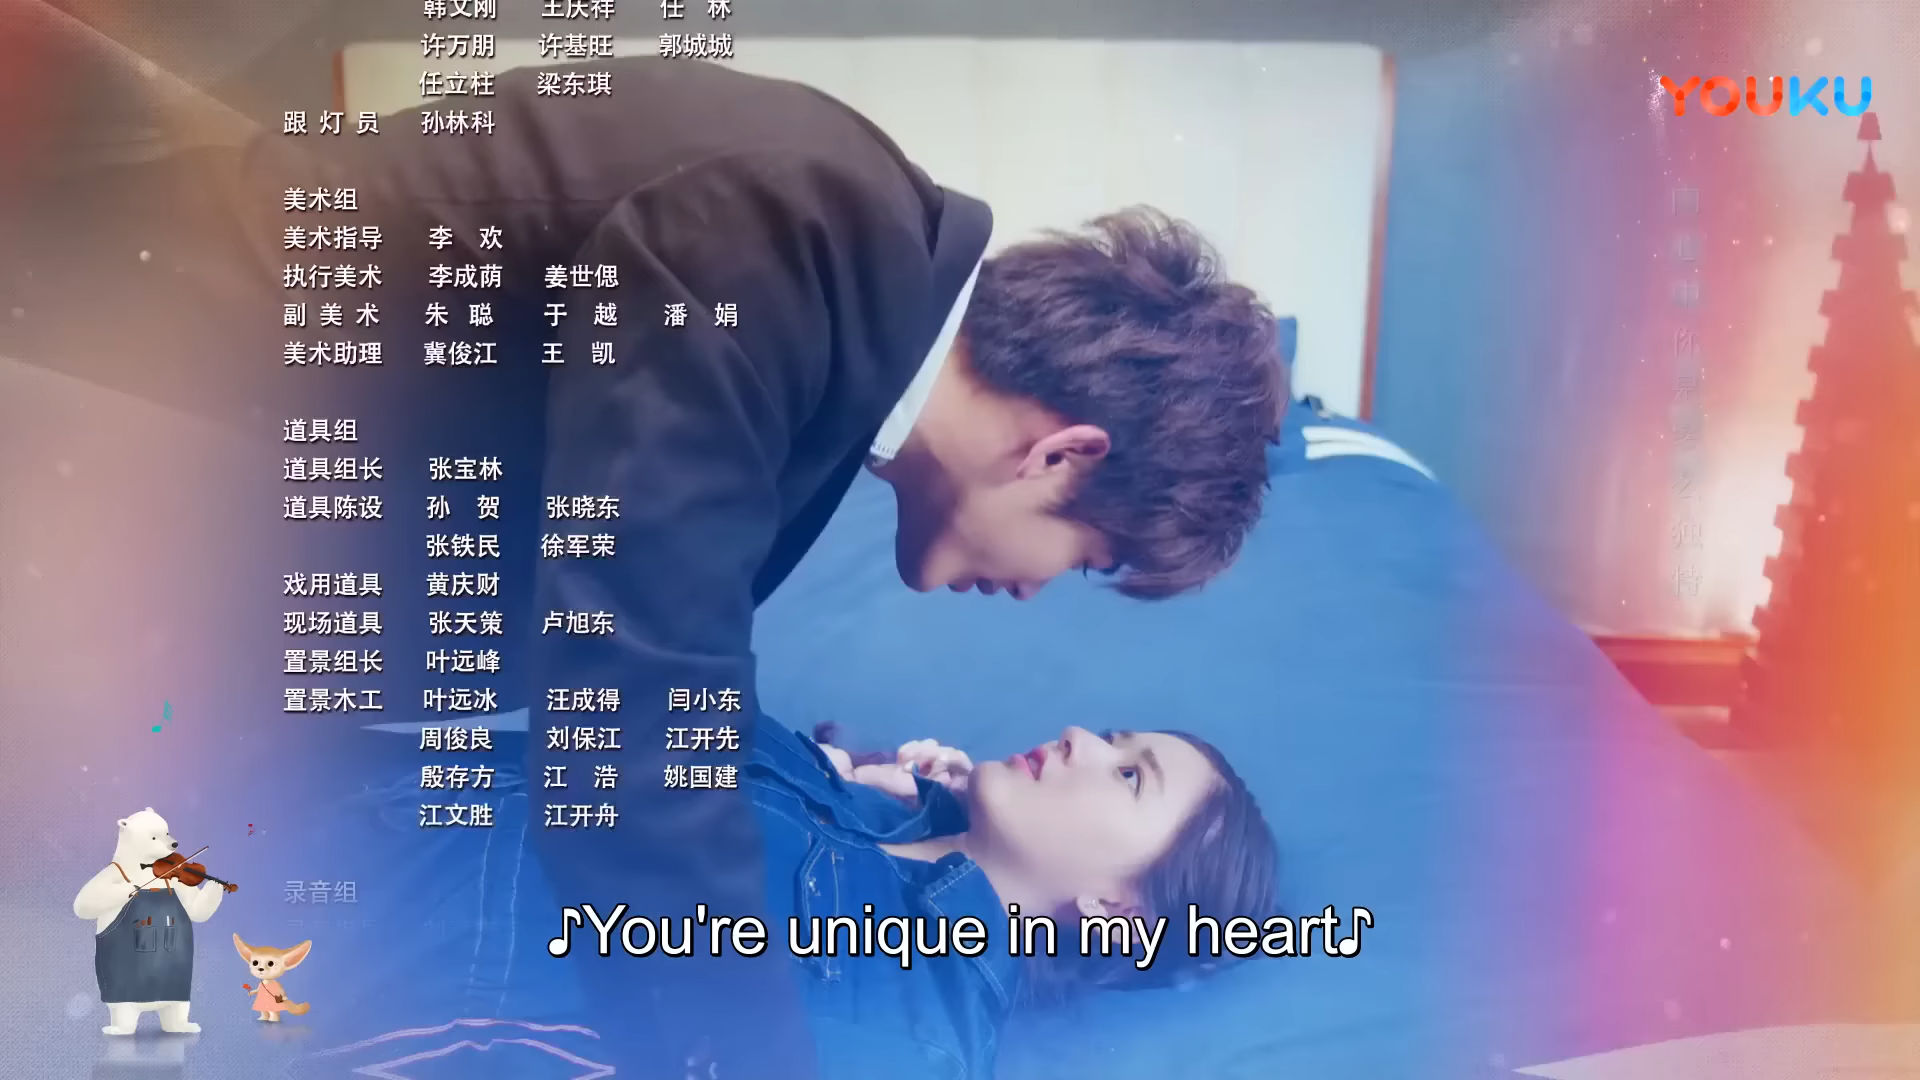 韩文刚 王庆祥 任 林
许万朋 许基旺 郭城城
任立柱 梁东琪
跟 灯 员 孙林科
美术组
美术指导 李 欢
执行美术 李成荫 姜世偲
副 美 术 朱 聪 于 越 潘 娟
美术助理 冀俊江 王 凯
道具组
道具组长 张宝林
道具陈设 孙 贺 张晓东
张铁民 徐军荣
戏用道具 黄庆财
现场道具 张天策 卢旭东
置景组长 叶远峰
置景木工 叶远冰 汪成得 闫小东
周俊良 刘保江 江开先
殷存方 江 浩 姚国建
江文胜 江开舟
录音组
YOUKU
♪You're unique in my heart♪